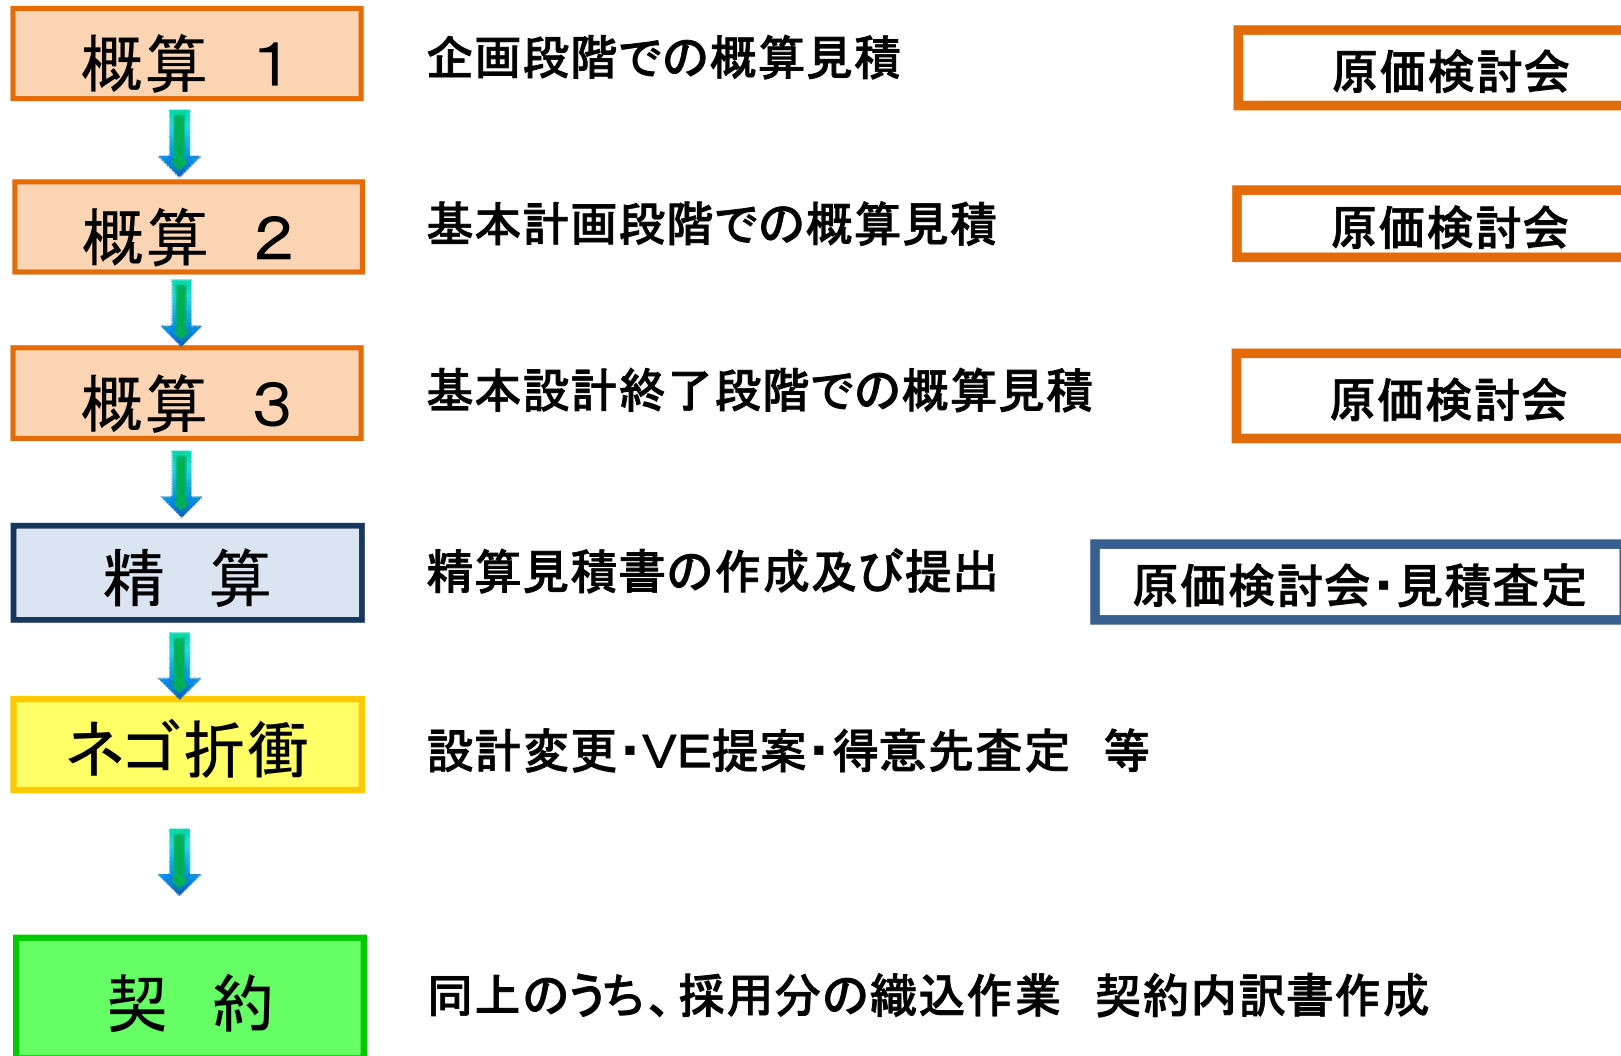 概算　１
企画段階での概算見積
原価検討会
概算　２
基本計画段階での概算見積
原価検討会
概算　３
基本設計終了段階での概算見積
原価検討会
精　算
精算見積書の作成及び提出
原価検討会・見積査定
ネゴ折衝
設計変更・VE提案・得意先査定　等
契　約
同上のうち、採用分の織込作業　契約内訳書作成